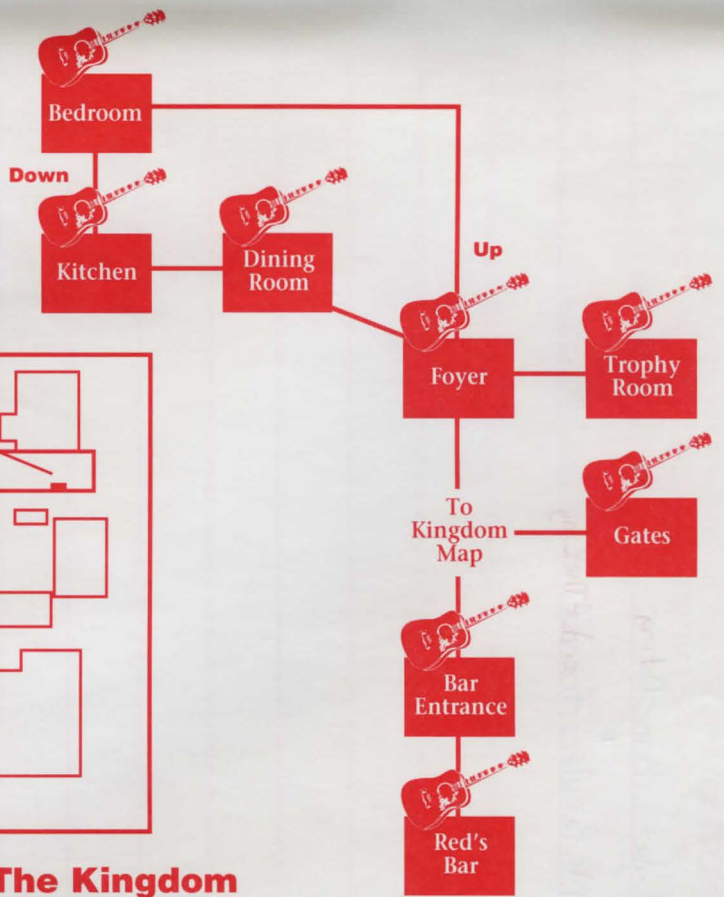 Bedroom
Down
Kitchen
Dining
Room
Up
Foyer
Trophy
Room
To
Kingdom
Map
Gates
Bar
Entrance
Red's
Bar
The Kingdom